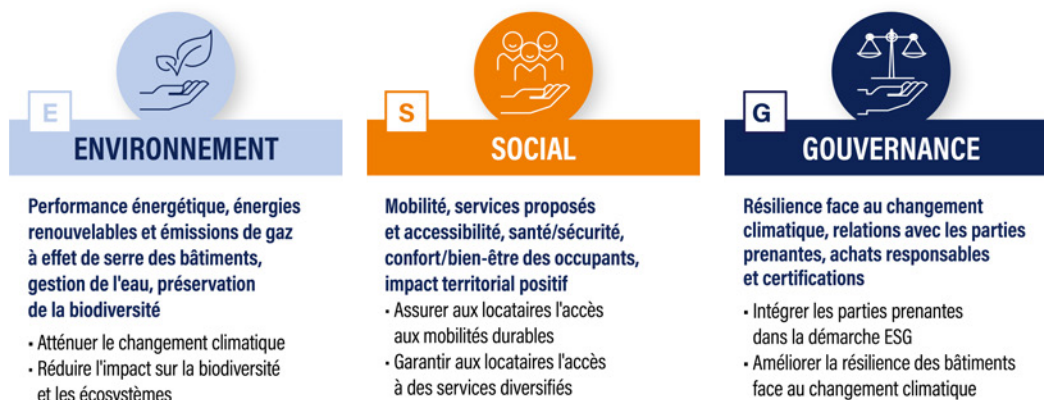 E
ENVIRONNEMENT
Performance énergétique, énergies
renouvelables et émissions de gaz
à effet de serre des bâtiments,
gestion de l'eau, préservation
de la biodiversité
• Atténuer le changement climatique
• Réduire l'impact sur la biodiversité
et les écosystèmes
S
SOCIAL
Mobilité, services proposés
et accessibilité, santé/sécurité,
confort/bien-être des occupants,
impact territorial positif
• Assurer aux locataires l'accès
aux mobilités durables
• Garantir aux locataires l'accès
à des services diversifiés
G
GOUVERNANCE
Résilience face au changement
climatique, relations avec les parties
prenantes, achats responsables
et certifications
• Intégrer les parties prenantes
dans la démarche ESG
• Améliorer la résilience des bâtiments
face au changement climatique